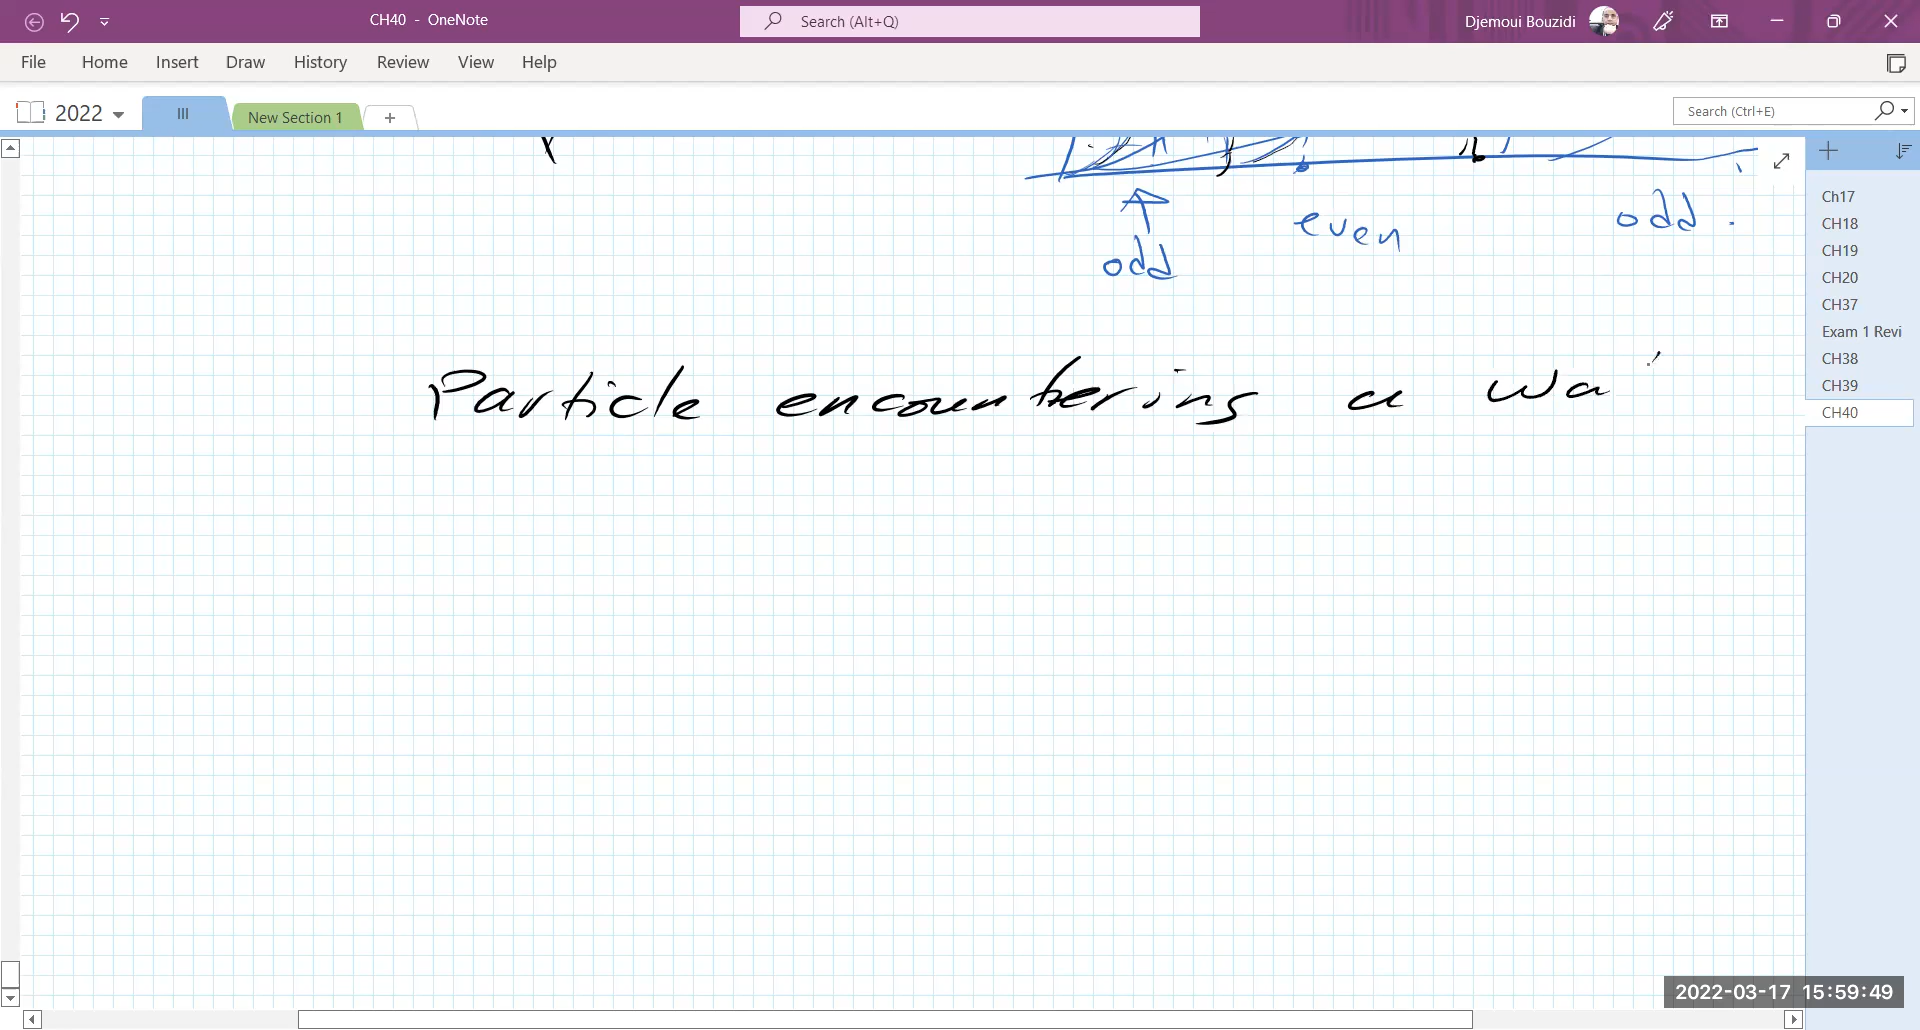 CH40 - OneNote
Search (Alt+Q)
Djemoui Bouzidi
File Home Insert Draw History Review View Help
2022
III
New Section 1
+
Search (Ctrl+E)
odd
even
odd .
Particle encountering a wa
Ch17
CH18
CH19
CH20
CH37
Exam 1 Revi
CH38
CH39
CH40
2022-03-17 15:59:49